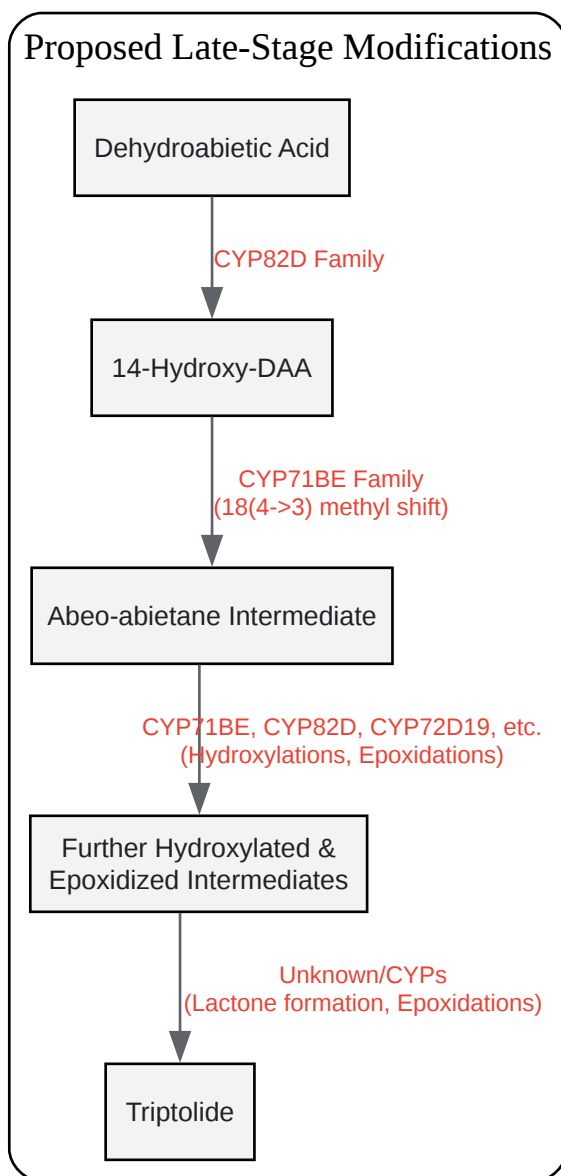 Proposed Late-Stage Modifications
Dehydroabietic Acid
CYP82D Family
14-Hydroxy-DAA
CYP71BE Family
(18(4->3) methyl shift)
Abeo-abietane Intermediate
CYP71BE, CYP82D, CYP72D19, etc.
(Hydroxylations, Epoxidations)
Further Hydroxylated &
Epoxidized Intermediates
Unknown/CYPs
(Lactone formation, Epoxidations)
Triptolide